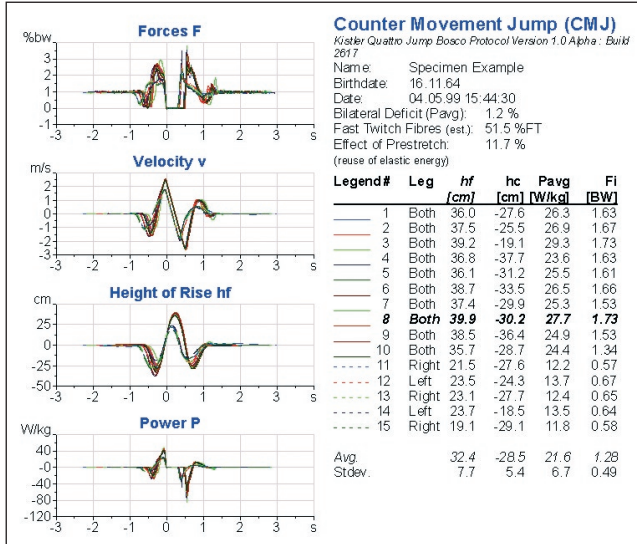 Forces F
%bw
4
3
2
1
0
-1
-3 -2 -1 0 1 2 3 s
Velocity v
m/s
2
1
0
-1
-2
-3
-3 -2 -1 0 1 2 3 s
Height of Rise hf
cm
25
0
-25
-50
-3 -2 -1 0 1 2 3 s
Power P
W/kg
40
0
-40
-80
-120
-3 -2 -1 0 1 2 3 s
Counter Movement Jump (CMJ)
Kistler Quattro Jump Bosco Protocol Version 1.0 Alpha : Build
2617
Name: Specimen Example
Birthdate: 16.11.64
Date: 04.05.99 15:44:30
Bilateral Deficit (Pavg): 1.2 %
Fast Twitch Fibres (est.): 51.5 %FT
Effect of Prestretch: 11.7 %
(reuse of elastic energy)
Legend # Leg hf hc Pavg Fi
[cm] [cm] [W/kg] [BW]
1 Both 36.0 -27.6 26.3 1.63
2 Both 37.5 -25.5 26.9 1.67
3 Both 39.2 -19.1 29.3 1.73
4 Both 36.8 -37.7 23.6 1.63
5 Both 36.1 -31.2 25.5 1.61
6 Both 38.7 -33.5 26.5 1.66
7 Both 37.4 -29.9 25.3 1.53
8 Both 39.9 -30.2 27.7 1.73
9 Both 38.5 -36.4 24.9 1.53
10 Both 35.7 -28.7 24.4 1.34
11 Right 21.5 -27.6 12.2 0.57
12 Left 23.5 -24.3 13.7 0.67
13 Right 23.1 -27.7 12.4 0.65
14 Left 23.7 -18.5 13.5 0.64
15 Right 19.1 -29.1 11.8 0.58
Avg. 32.4 -28.5 21.6 1.28
Stdev. 7.7 5.4 6.7 0.49